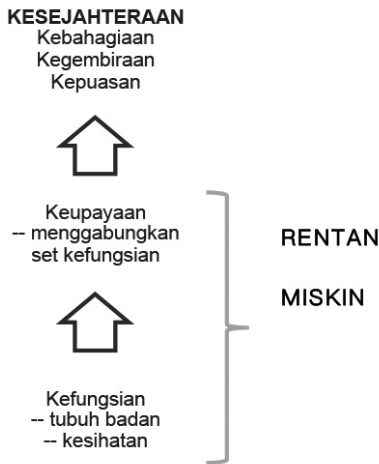 KESEJAHTERAAN
Kebahagiaan
Kegembiraan
Kepuasan
Keupayaan
-- menggabungkan
set kefungsian
RENTAN
MISKIN
Kefungsian
-- tubuh badan
-- kesihatan